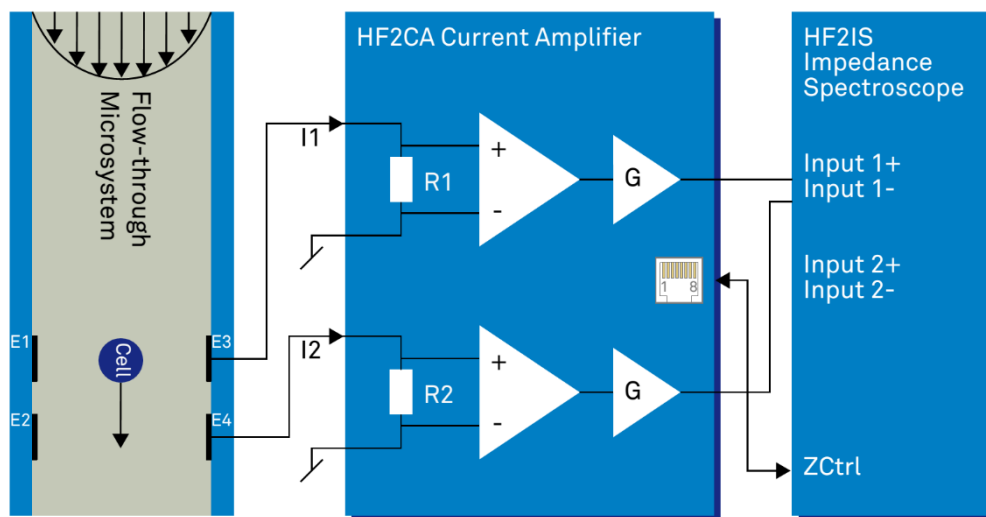 Flow-through
Microsystem
E1
E2
Cell
E3
E4
I1
I2
HF2CA Current Amplifier
+
-
R1
G
1 8
+
-
R2
G
HF2IS
Impedance
Spectroscope
Input 1+
Input 1-
Input 2+
Input 2-
ZCtrl